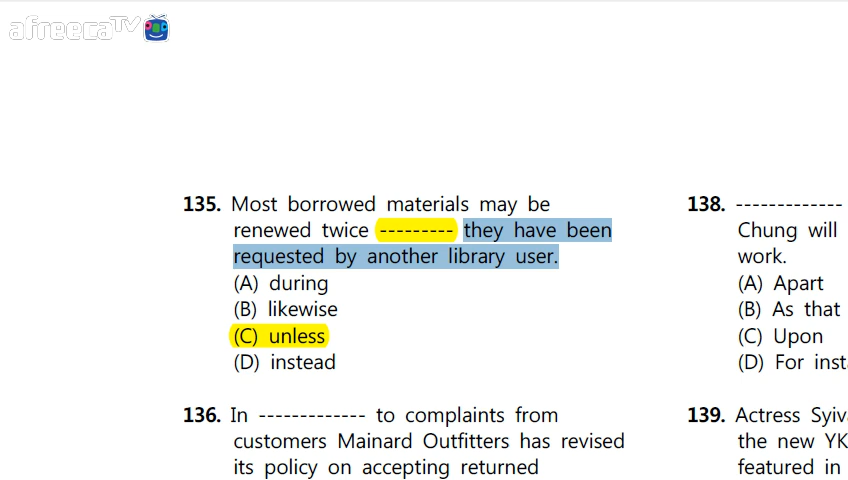 afreecaTV
135. Most borrowed materials may be
renewed twice --------- they have been
requested by another library user.
(A) during
(B) likewise
(C) unless
(D) instead
136. In ------------- to complaints from
customers Mainard Outfitters has revised
its policy on accepting returned
138. -------------
Chung will
work.
(A) Apart
(B) As that
(C) Upon
(D) For
139. Actress
the new YK
featured in